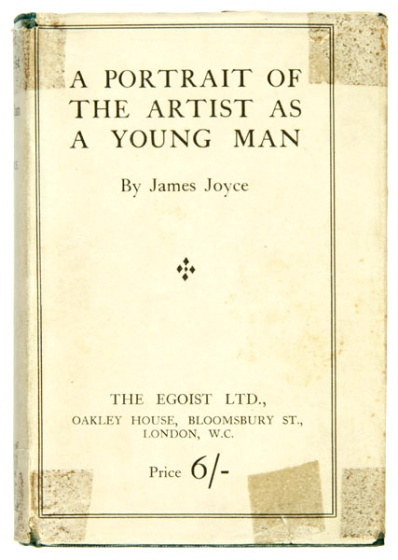 A PORTRAIT OF
THE ARTIST AS
A YOUNG MAN
By James Joyce
THE EGOIST LTD.,
OAKLEY HOUSE, BLOOMSBURY ST.,
LONDON, W.C.
Price 6/-